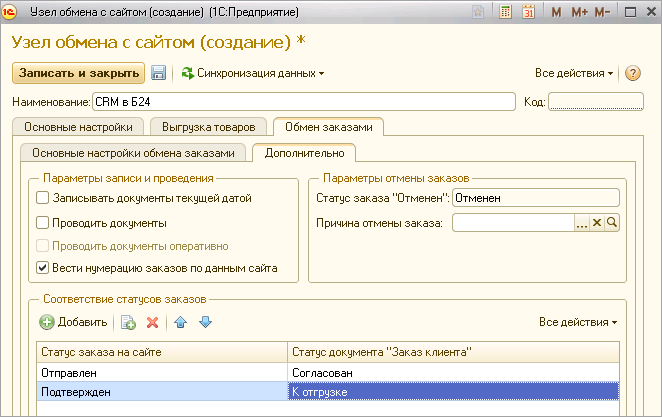 1С Узел обмена с сайтом (создание) (1С:Предприятие) M M+ M-
Узел обмена с сайтом (создание) *
Записать и закрыть Синхронизация данных Все действия ?
Наименование: CRM в Б24 Код:
Основные настройки Выгрузка товаров Обмен заказами
Основные настройки обмена заказами Дополнительно
Параметры записи и проведения Параметры отмены заказов
Записывать документы текущей датой Статус заказа "Отменен": Отменен
Проводить документы Причина отмены заказа: ...
Проводить документы оперативно
Вести нумерацию заказов по данным сайта
Соответствие статусов заказов
Добавить Все действия
Статус заказа на сайте Статус документа "Заказ клиента"
Отправлен Согласован
Подтвержден К отгрузке